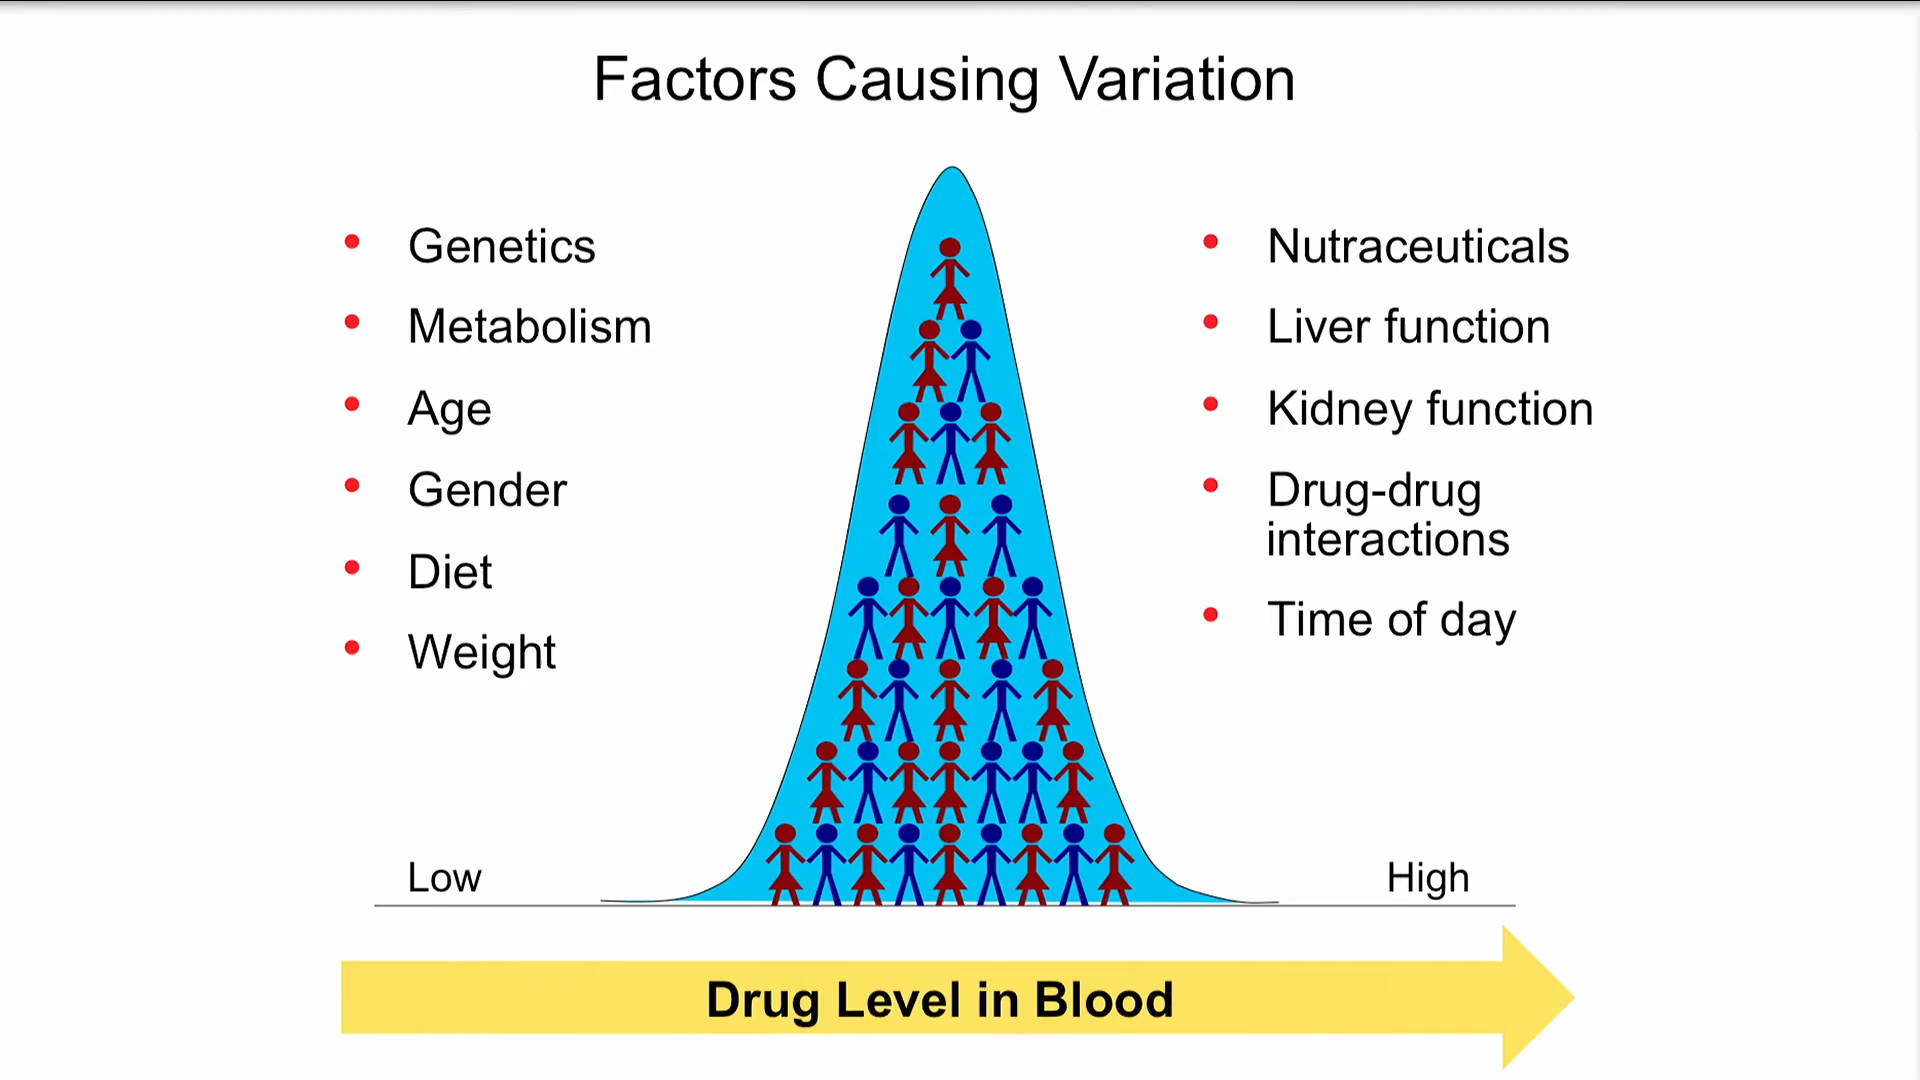 Factors Causing Variation
• Genetics
• Metabolism
• Age
• Gender
• Diet
• Weight
• Nutraceuticals
• Liver function
• Kidney function
• Drug-drug
interactions
• Time of day
Low
High
Drug Level in Blood